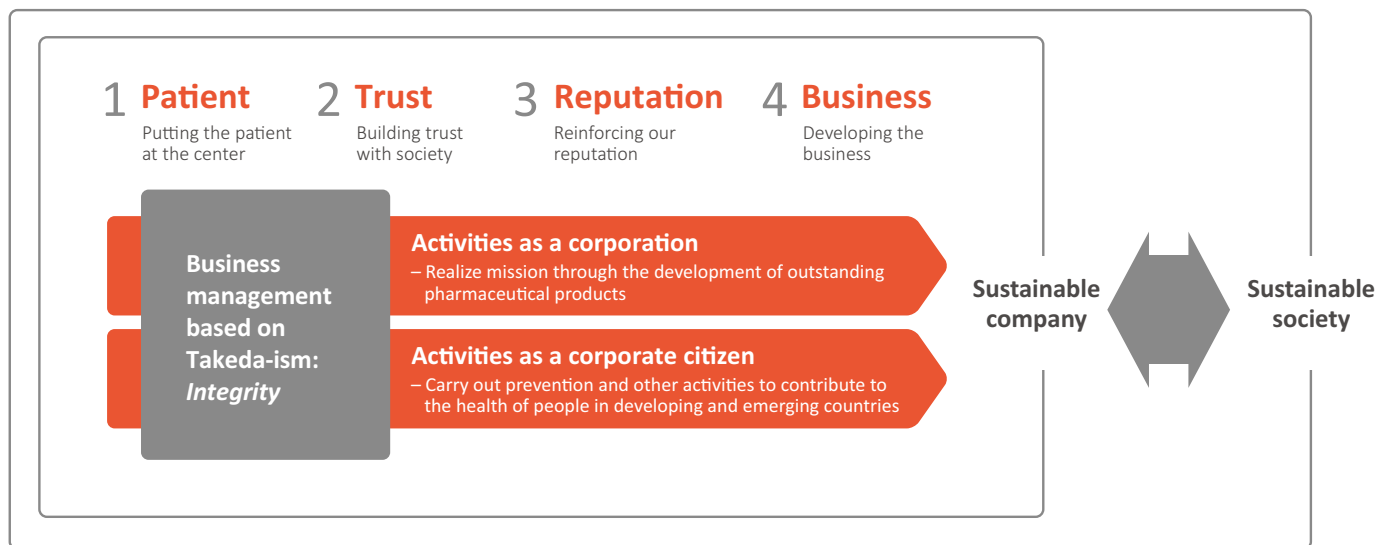 1 Patient
Putting the patient
at the center
2 Trust
Building trust
with society
3 Reputation
Reinforcing our
reputation
4 Business
Developing the
business
Business
management
based on
Takeda-ism:
Integrity
Activities as a corporation
– Realize mission through the development of outstanding
pharmaceutical products
Activities as a corporate citizen
– Carry out prevention and other activities to contribute to
the health of people in developing and emerging countries
Sustainable
company
Sustainable
society